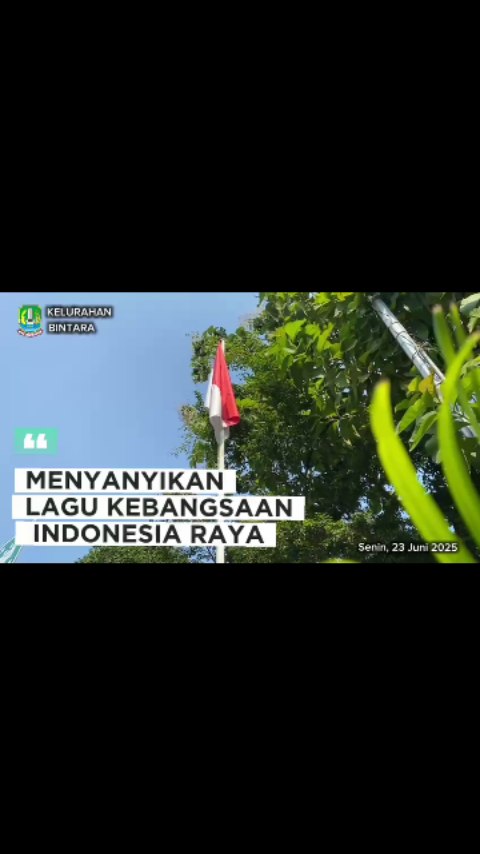 KELURAHAN
BINTARA
MENYANYIKAN
LAGU KEBANGSAAN
INDONESIA RAYA
Senin, 23 Juni 2025